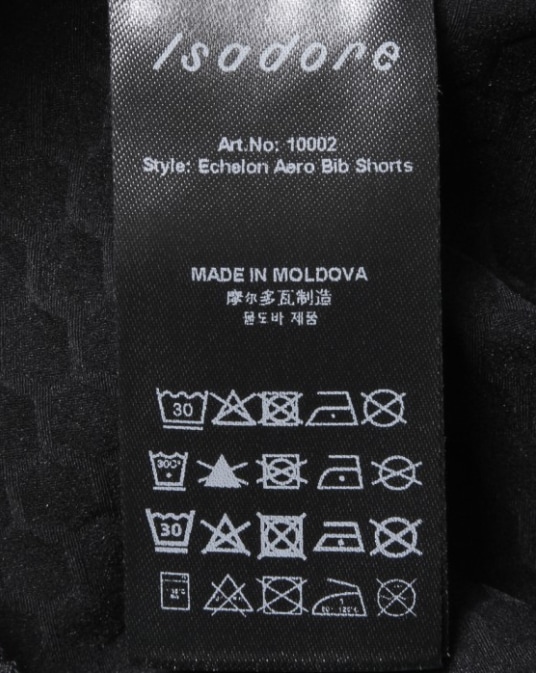 Isadore
Art.No: 10002
Style: Echelon Aero Bib Shorts
MADE IN MOLDOVA
摩尔多瓦制造
몰도바 제품
30
300°
30